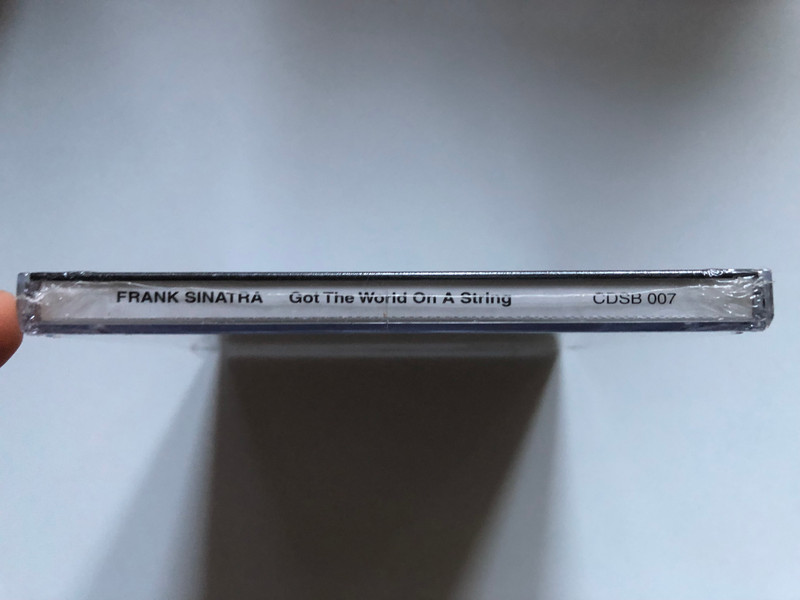 FRANK SINATRA Got The World On A String CDSB 007